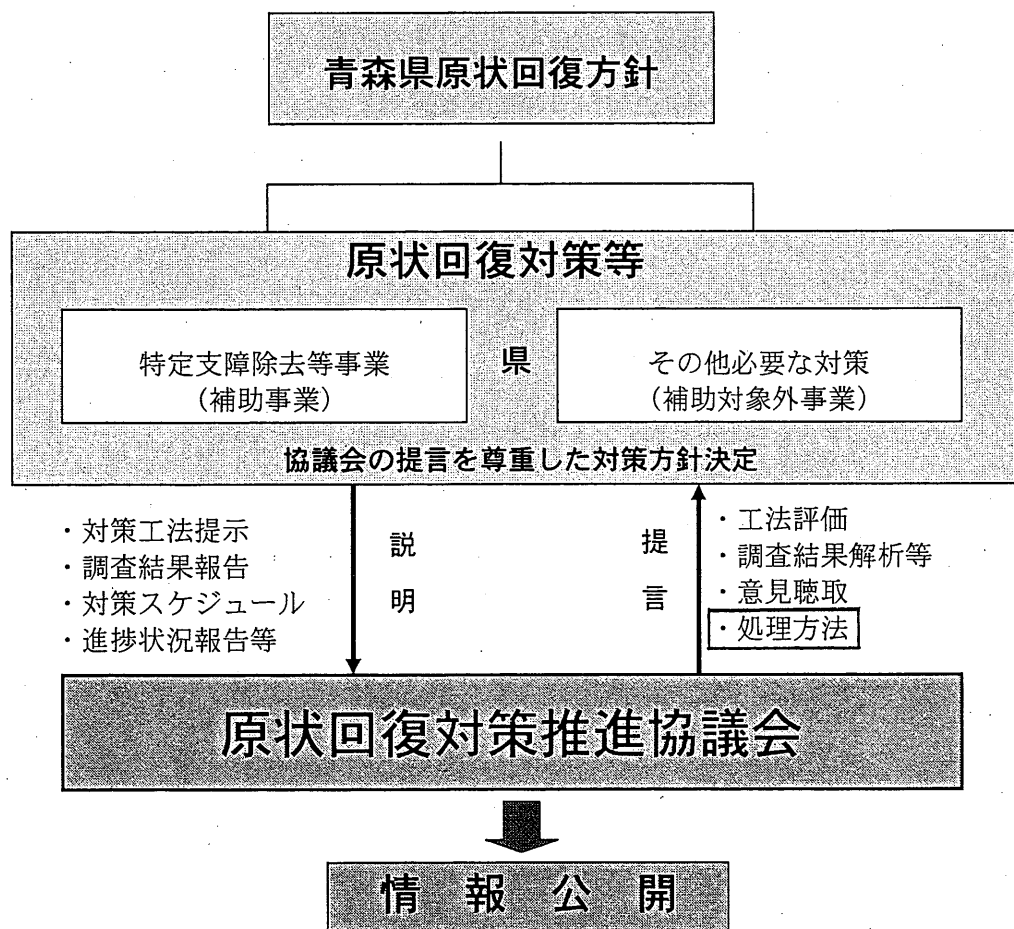 青森県原状回復方針
原状回復対策等
特定支障除去等事業
（補助事業）
県
その他必要な対策
（補助対象外事業）
協議会の提言を尊重した対策方針決定
・対策工法提示
・調査結果報告
・対策スケジュール
・進捗状況報告等
説明
提言
・工法評価
・調査結果解析等
・意見聴取
・処理方法
原状回復対策推進協議会
情報公開